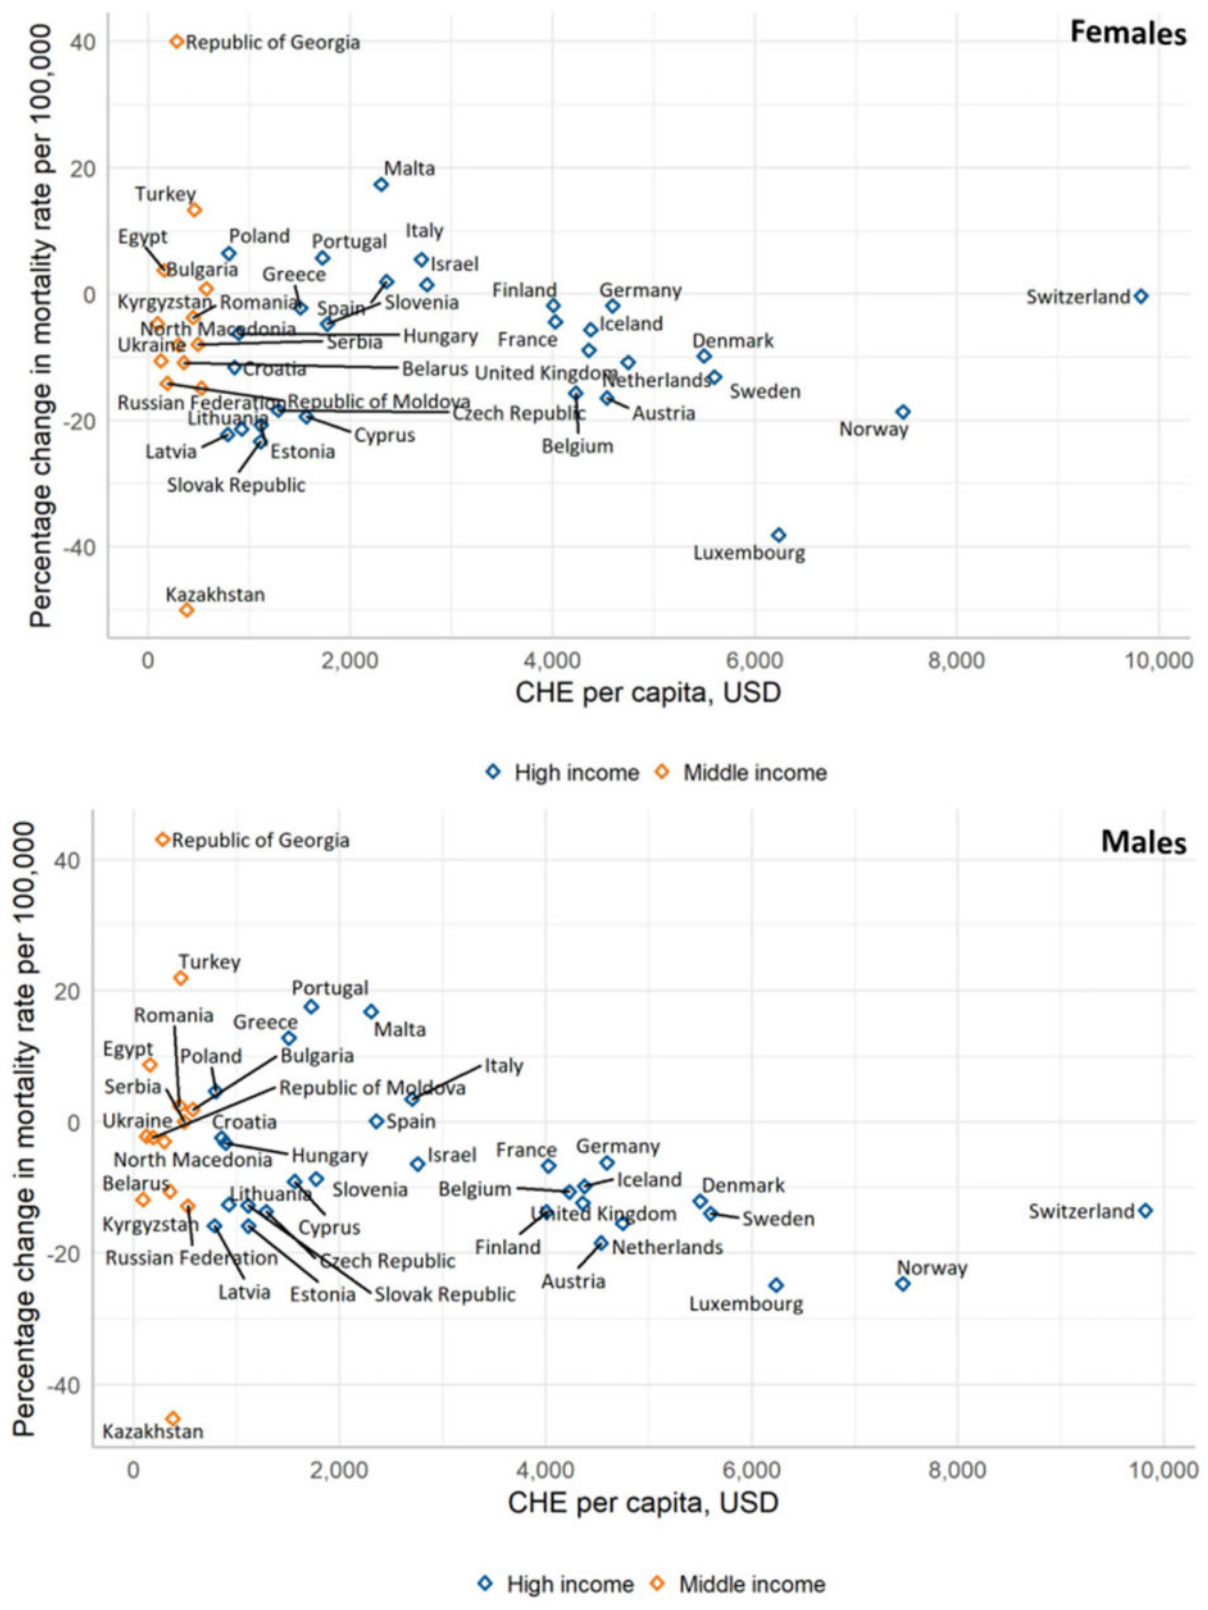 Females
Percentage change in mortality rate per 100,000
40
20
0
-20
-40
Republic of Georgia
Malta
Turkey
Egypt
Poland
Portugal
Italy
Bulgaria
Greece
Israel
Finland
Germany
Switzerland
Kyrgyzstan
Romania
Spain
Slovenia
North Macedonia
Iceland
Ukraine
Serbia
Hungary
France
Denmark
Croatia
Belarus
United Kingdom
Netherlands
Sweden
Russian Federation
Republic of Moldova
Lithuania
Czech Republic
Austria
Norway
Latvia
Estonia
Cyprus
Belgium
Slovak Republic
Luxembourg
Kazakhstan
0 2,000 4,000 6,000 8,000 10,000
CHE per capita, USD
High income Middle income
Males
Percentage change in mortality rate per 100,000
40
20
0
-20
-40
Republic of Georgia
Turkey
Portugal
Romania
Greece
Malta
Egypt
Poland
Bulgaria
Italy
Serbia
Republic of Moldova
Ukraine
Croatia
Spain
North Macedonia
Hungary
Israel
France
Germany
Belarus
Lithuania
Slovenia
Belgium
Iceland
Denmark
Kyrgyzstan
Cyprus
United Kingdom
Sweden
Switzerland
Russian Federation
Czech Republic
Finland
Netherlands
Latvia
Estonia
Slovak Republic
Austria
Luxembourg
Norway
Kazakhstan
0 2,000 4,000 6,000 8,000 10,000
CHE per capita, USD
High income Middle income